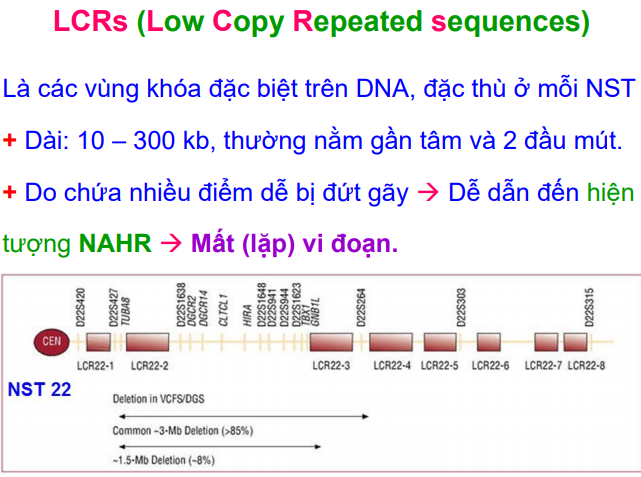 LCRs (Low Copy Repeated sequences)
Là các vùng khóa đặc biệt trên DNA, đặc thù ở mỗi NST
+ Dài: 10 – 300 kb, thường nằm gần tâm và 2 đầu mút.
+ Do chứa nhiều điểm dễ bị đứt gãy → Dễ dẫn đến hiện
tượng NAHR → Mất (lặp) vi đoạn.
D22S420
D22S427
TUBA8
D22S1638
DGCR2
DGCR14
CLTCL1
HIRA
D22S1648
D22S941
D22S944
D22S1623
TBX1
GNB1L
D22S264
D22S303
D22S315
CEN
LCR22-1 LCR22-2 LCR22-3 LCR22-4 LCR22-5 LCR22-6 LCR22-7 LCR22-8
NST 22
Deletion in VCFS/DGS
Common ~3-Mb Deletion (>85%)
~1.5-Mb Deletion (~8%)